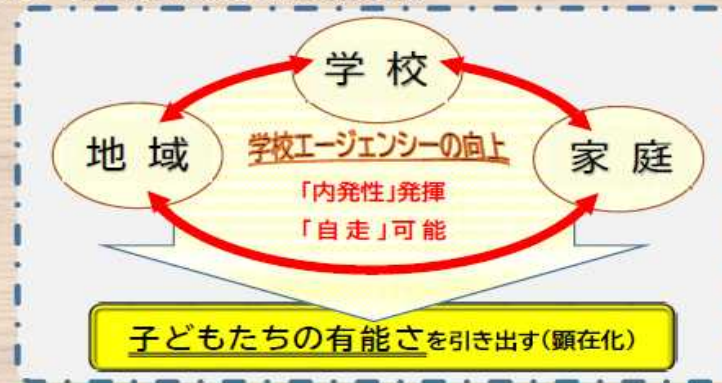 学 校
地 域
学校エージェンシーの向上
家 庭
「内発性」発揮
「自 走 」可 能
子どもたちの有能さを引き出す(顕在化)